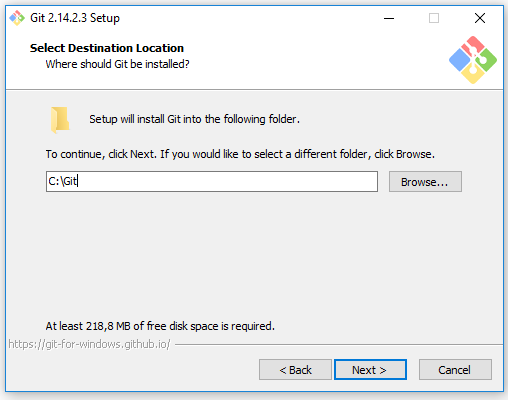 Git 2.14.2.3 Setup
Select Destination Location
Where should Git be installed?
Setup will install Git into the following folder.
To continue, click Next. If you would like to select a different folder, click Browse.
C:\Git
Browse...
At least 218,8 MB of free disk space is required.
https://git-for-windows.github.io/
< Back
Next >
Cancel